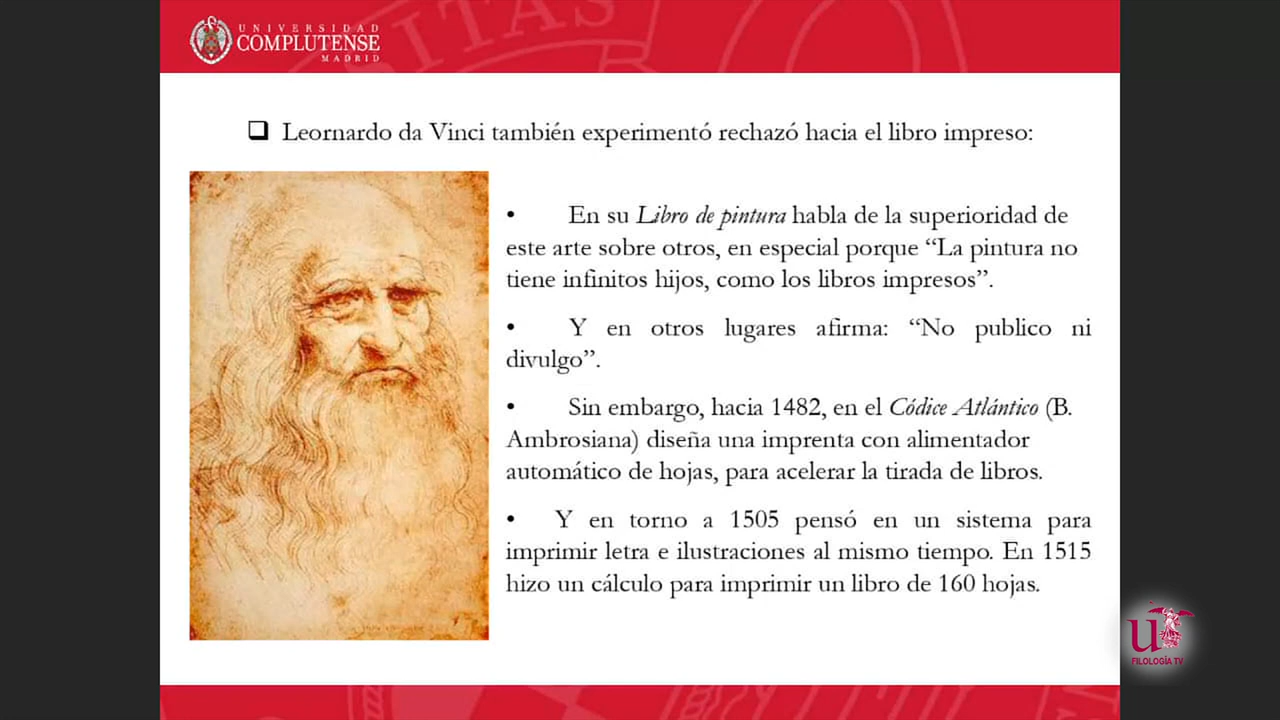 UNIVERSIDAD
COMPLUTENSE
MADRID
ITAS
❑ Leornardo da Vinci también experimentó rechazó hacia el libro impreso:
• En su Libro de pintura habla de la superioridad de
este arte sobre otros, en especial porque “La pintura no
tiene infinitos hijos, como los libros impresos”.
• Y en otros lugares afirma: “No publico ni
divulgo”.
• Sin embargo, hacia 1482, en el Códice Atlántico (B.
Ambrosiana) diseña una imprenta con alimentador
automático de hojas, para acelerar la tirada de libros.
• Y en torno a 1505 pensó en un sistema para
imprimir letra e ilustraciones al mismo tiempo. En 1515
hizo un cálculo para imprimir un libro de 160 hojas.
u
FILOLOGÍA TV